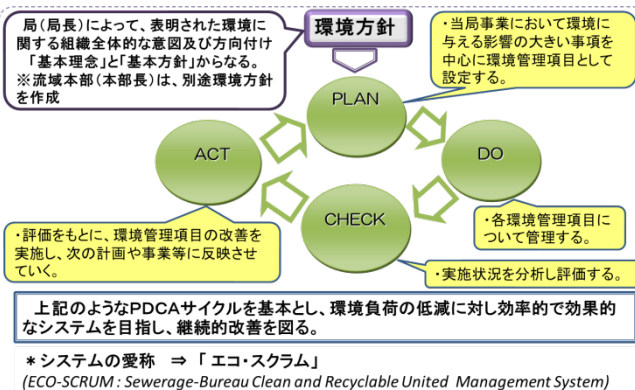 局(局長)によって、表明された環境に
関する組織全体的な意図及び方向付け
「基本理念」と「基本方針」からなる。
※流域本部(本部長)は、別途環境方針
を作成
環境方針
・当局事業において環境に
与える影響の大きい事項を
中心に環境管理項目として
設定する。
PLAN
ACT
DO
CHECK
・評価をもとに、環境管理項目の改善を
実施し、次の計画や事業等に反映させ
ていく。
・各環境管理項目に
ついて管理する。
・実施状況を分析し評価する。
上記のようなPDCAサイクルを基本とし、環境負荷の低減に対し効率的で効果的
なシステムを目指し、継続的改善を図る。
*システムの愛称 ⇒ 「エコ・スクラム」
(ECO-SCRUM : Sewerage-Bureau Clean and Recyclable United Management System)